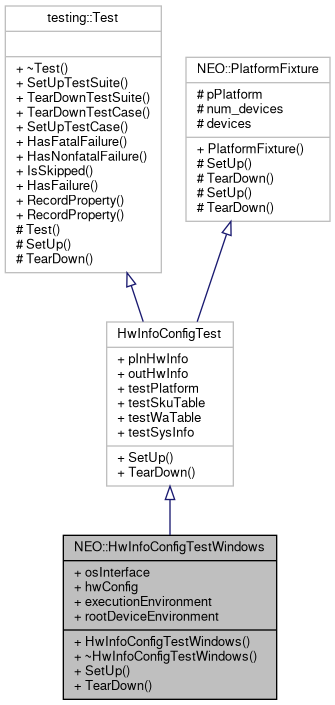 testing::Test
+ ~Test()
+ SetUpTestSuite()
+ TearDownTestSuite()
+ TearDownTestCase()
+ SetUpTestCase()
+ HasFatalFailure()
+ HasNonfatalFailure()
+ IsSkipped()
+ HasFailure()
+ RecordProperty()
+ RecordProperty()
# Test()
# SetUp()
# TearDown()
NEO::PlatformFixture
# pPlatform
# num_devices
# devices
+ PlatformFixture()
# SetUp()
# TearDown()
# SetUp()
# TearDown()
HwInfoConfigTest
+ pInHwInfo
+ outHwInfo
+ testPlatform
+ testSkuTable
+ testWaTable
+ testSysInfo
+ SetUp()
+ TearDown()
NEO::HwInfoConfigTestWindows
+ osInterface
+ hwConfig
+ executionEnvironment
+ rootDeviceEnvironment
+ HwInfoConfigTestWindows()
+ ~HwInfoConfigTestWindows()
+ SetUp()
+ TearDown()